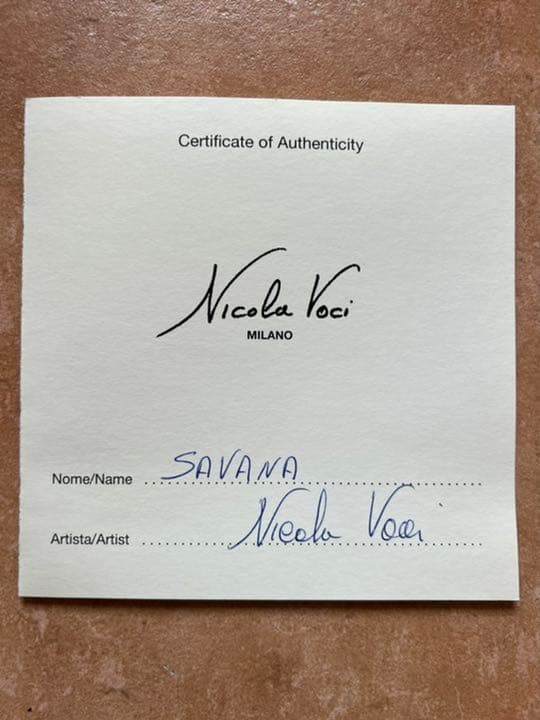 Certificate of Authenticity
Nicola Voci
MILANO
Nome/Name SAVANA
Artista/Artist Nicola Voci